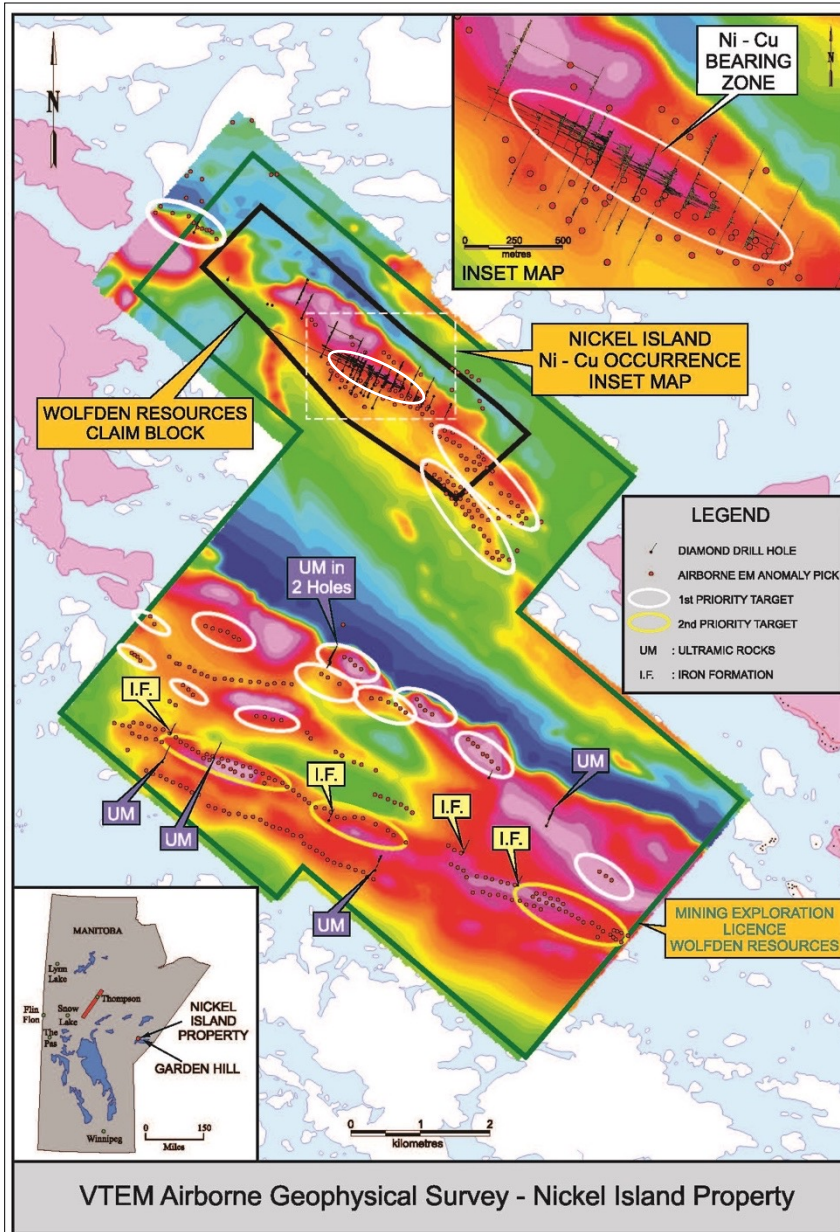 N
Ni - Cu
BEARING
ZONE
N
0 250 500
metres
INSET MAP
NICKEL ISLAND
Ni - Cu OCCURRENCE
INSET MAP
WOLFDEN RESOURCES
CLAIM BLOCK
LEGEND
DIAMOND DRILL HOLE
AIRBORNE EM ANOMALY PICK
1st PRIORITY TARGET
2nd PRIORITY TARGET
UM : ULTRAMIC ROCKS
I.F. : IRON FORMATION
UM in
2 Holes
I.F.
UM
UM
I.F.
UM
I.F.
I.F.
UM
MINING EXPLORATION
LICENCE
WOLFDEN RESOURCES
MANITOBA
Lynn
Lake
Thompson
Flin
Flon
Snow
Lake
The
Pas
NICKEL
ISLAND
PROPERTY
GARDEN HILL
Winnipeg
0 150
Miles
0 1 2
kilometres
VTEM Airborne Geophysical Survey - Nickel Island Property